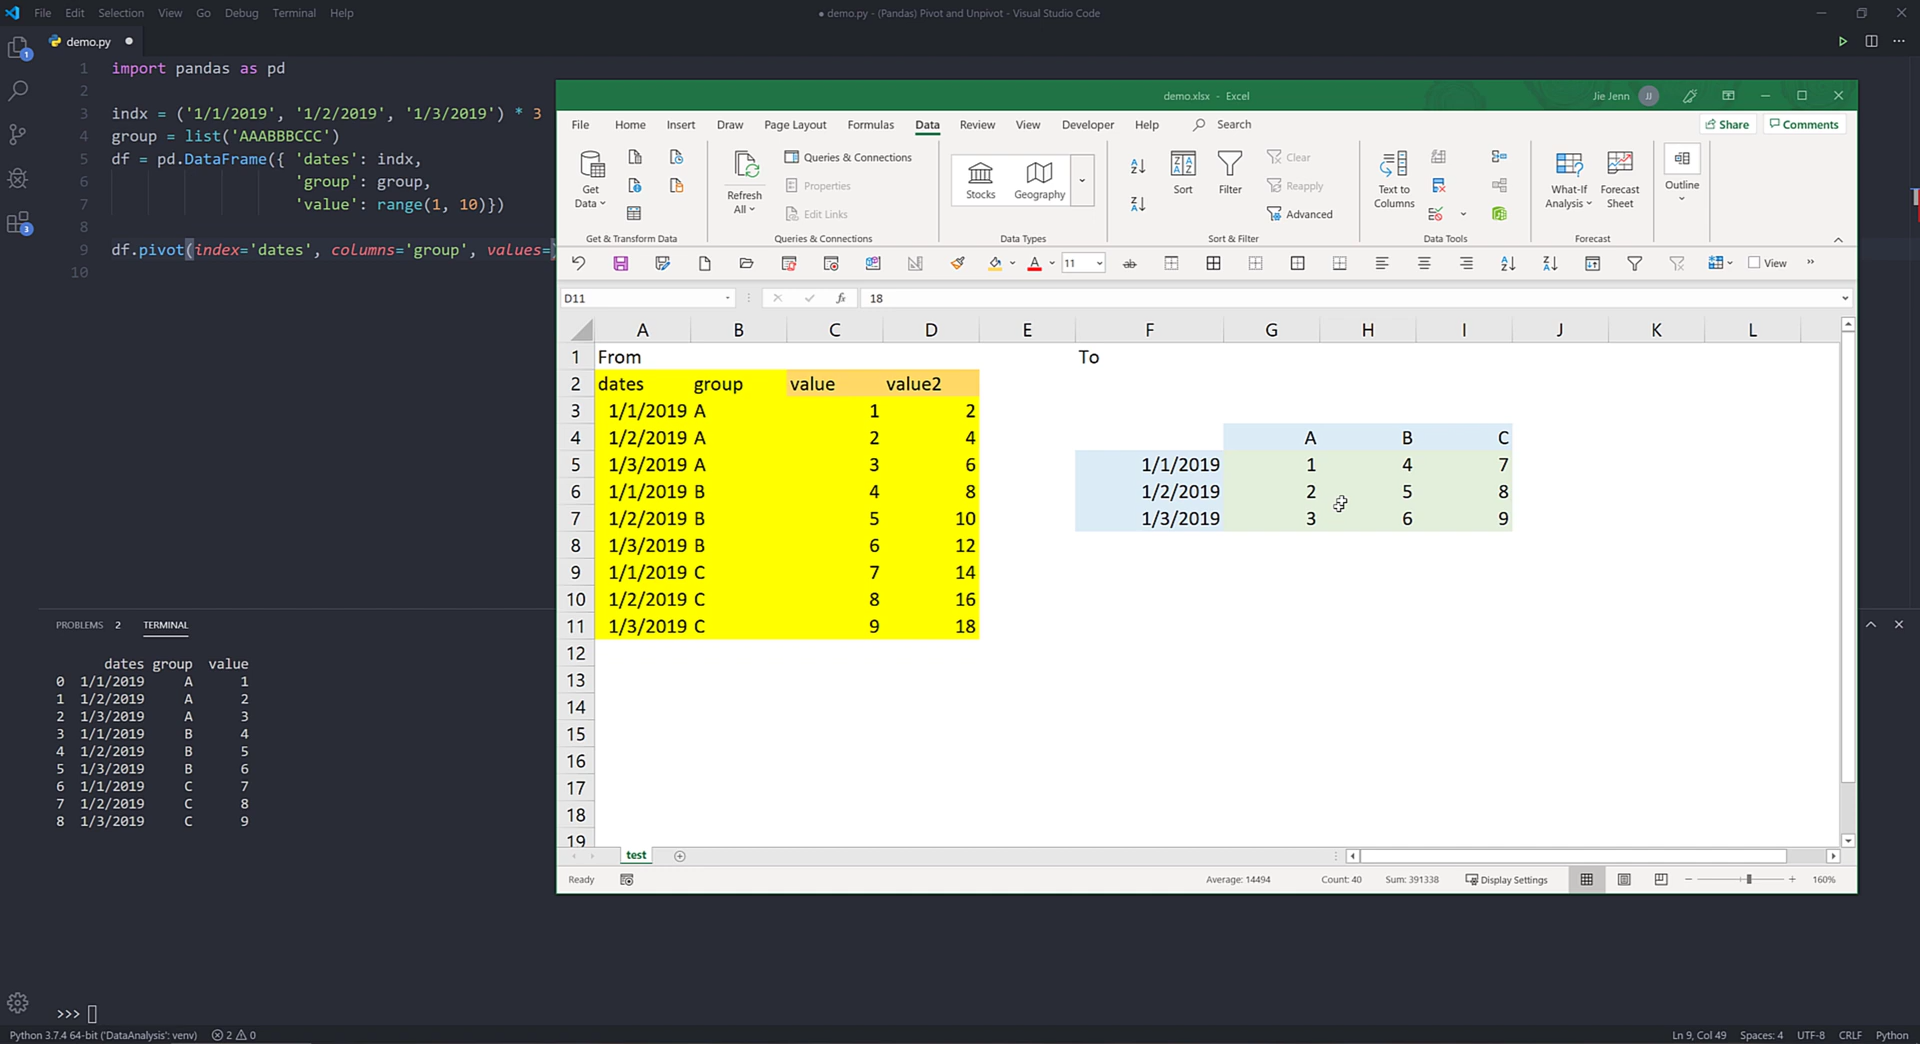 File Edit Selection View Go Debug Terminal Help
● demo.py - (Pandas) Pivot and Unpivot - Visual Studio Code
demo.py
1 import pandas as pd
2
3 indx = ('1/1/2019', '1/2/2019', '1/3/2019') * 3
4 group = list('AAABBBCCC')
5 df = pd.DataFrame({ 'dates': indx,
6 'group': group,
7 'value': range(1, 10)})
8
9 df.pivot(index='dates', columns='group', values=)
10
1
3
demo.xlsx - Excel
Jie Jenn JJ
File Home Insert Draw Page Layout Formulas Data Review View Developer Help Search
Share Comments
Get Data
Get & Transform Data
Refresh All
Queries & Connections
Properties
Edit Links
Queries & Connections
Stocks Geography
Data Types
Sort Filter
Clear
Reapply
Advanced
Sort & Filter
Text to Columns
Data Tools
What-If Analysis
Forecast Sheet
Forecast
Outline
11
View
D11
fx
18
A B C D E F G H I J K L
1 From To
2 dates group value value2
3 1/1/2019 A 1 2
4 1/2/2019 A 2 4 A B C
5 1/3/2019 A 3 6 1/1/2019 1 4 7
6 1/1/2019 B 4 8 1/2/2019 2 5 8
7 1/2/2019 B 5 10 1/3/2019 3 6 9
8 1/3/2019 B 6 12
9 1/1/2019 C 7 14
10 1/2/2019 C 8 16
11 1/3/2019 C 9 18
12
13
14
15
16
17
18
19
test
Ready
Average: 14494 Count: 40 Sum: 391338 Display Settings
160%
PROBLEMS 2 TERMINAL
dates group value
0 1/1/2019 A 1
1 1/2/2019 A 2
2 1/3/2019 A 3
3 1/1/2019 B 4
4 1/2/2019 B 5
5 1/3/2019 B 6
6 1/1/2019 C 7
7 1/2/2019 C 8
8 1/3/2019 C 9
>>>
Python 3.7.4 64-bit ('DataAnalysis': venv) 2 0
Ln 9, Col 49 Spaces: 4 UTF-8 CRLF Python